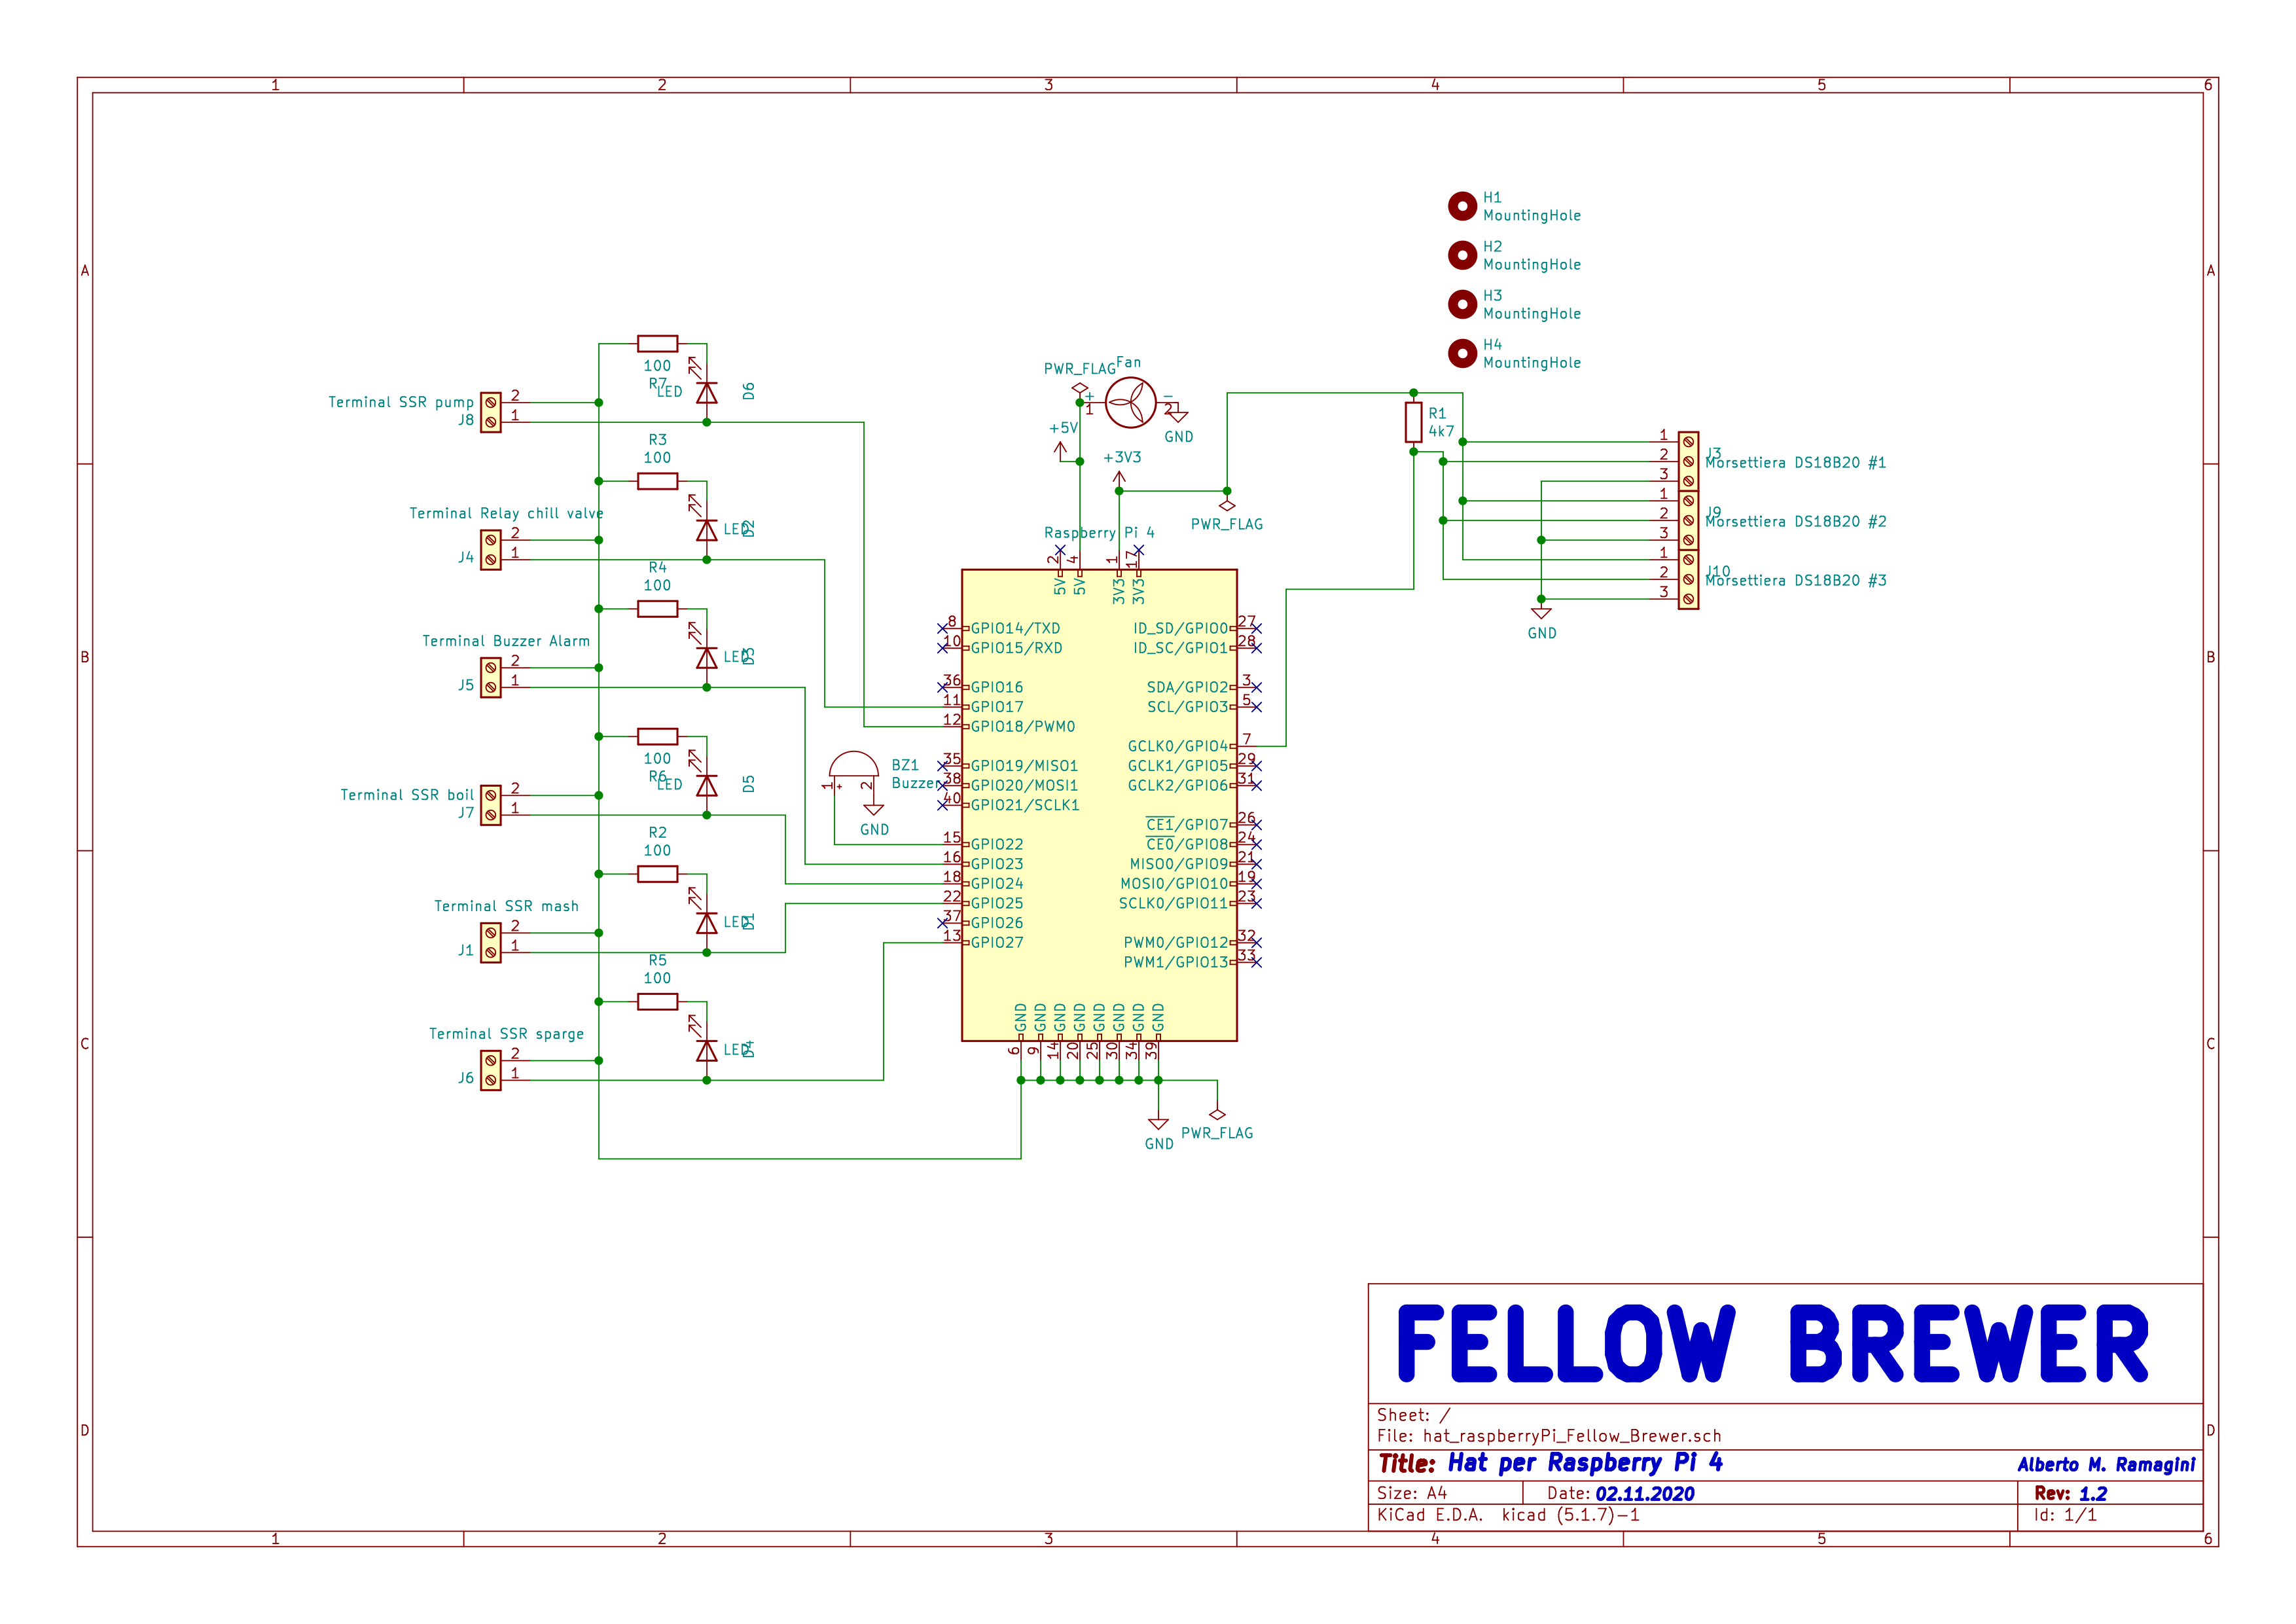 1 2 3 4 5 6
A A
B B
C C
D D
H1
MountingHole
H2
MountingHole
H3
MountingHole
H4
MountingHole
100
R7
LED
D6
Terminal SSR pump
J8
2
1
R3
100
LED
D2
Terminal Relay chill valve
J4
2
1
R4
100
LED
D3
Terminal Buzzer Alarm
J5
2
1
100
R6
LED
D5
Terminal SSR boil
J7
2
1
R2
100
LED
D1
Terminal SSR mash
J1
2
1
R5
100
LED
D4
Terminal SSR sparge
J6
2
1
PWR_FLAG
Fan
+
1
-
2
GND
+5V
+3V3
PWR_FLAG
R1
4k7
1
2
3
J3
Morsettiera DS18B20 #1
1
2
3
J9
Morsettiera DS18B20 #2
1
2
3
J10
Morsettiera DS18B20 #3
GND
BZ1
Buzzer
1
+
2
GND
Raspberry Pi 4
2 4 1 17
5V 5V 3V3 3V3
8 GPIO14/TXD
10 GPIO15/RXD
36 GPIO16
11 GPIO17
12 GPIO18/PWM0
35 GPIO19/MISO1
38 GPIO20/MOSI1
40 GPIO21/SCLK1
15 GPIO22
16 GPIO23
18 GPIO24
22 GPIO25
37 GPIO26
13 GPIO27
ID_SD/GPIO0 27
ID_SC/GPIO1 28
SDA/GPIO2 3
SCL/GPIO3 5
GCLK0/GPIO4 7
GCLK1/GPIO5 29
GCLK2/GPIO6 31
CE1/GPIO7 26
CE0/GPIO8 24
MISO0/GPIO9 21
MOSI0/GPIO10 19
SCLK0/GPIO11 23
PWM0/GPIO12 32
PWM1/GPIO13 33
GND GND GND GND GND GND GND GND
6 9 14 20 25 30 34 39
GND
PWR_FLAG
FELLOW BREWER
Sheet: /
File: hat_raspberryPi_Fellow_Brewer.sch
Title: Hat per Raspberry Pi 4 Alberto M. Ramagini
Size: A4 Date: 02.11.2020 Rev: 1.2
KiCad E.D.A. kicad (5.1.7)-1 Id: 1/1
1 2 3 4 5 6